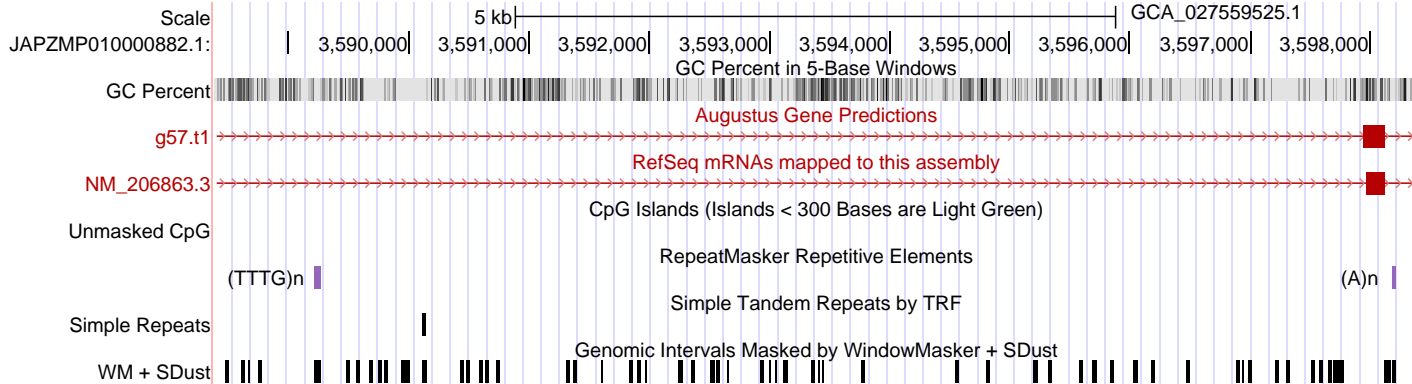 Scale 5 kb GCA_027559525.1
JAPZMP010000882.1: 3,590,000 3,591,000 3,592,000 3,593,000 3,594,000 3,595,000 3,596,000 3,597,000 3,598,000
GC Percent in 5-Base Windows
GC Percent
Augustus Gene Predictions
g57.t1
RefSeq mRNAs mapped to this assembly
NM_206863.3
CpG Islands (Islands < 300 Bases are Light Green)
Unmasked CpG
RepeatMasker Repetitive Elements
(TTTG)n (A)n
Simple Tandem Repeats by TRF
Simple Repeats
Genomic Intervals Masked by WindowMasker + SDust
WM + SDust